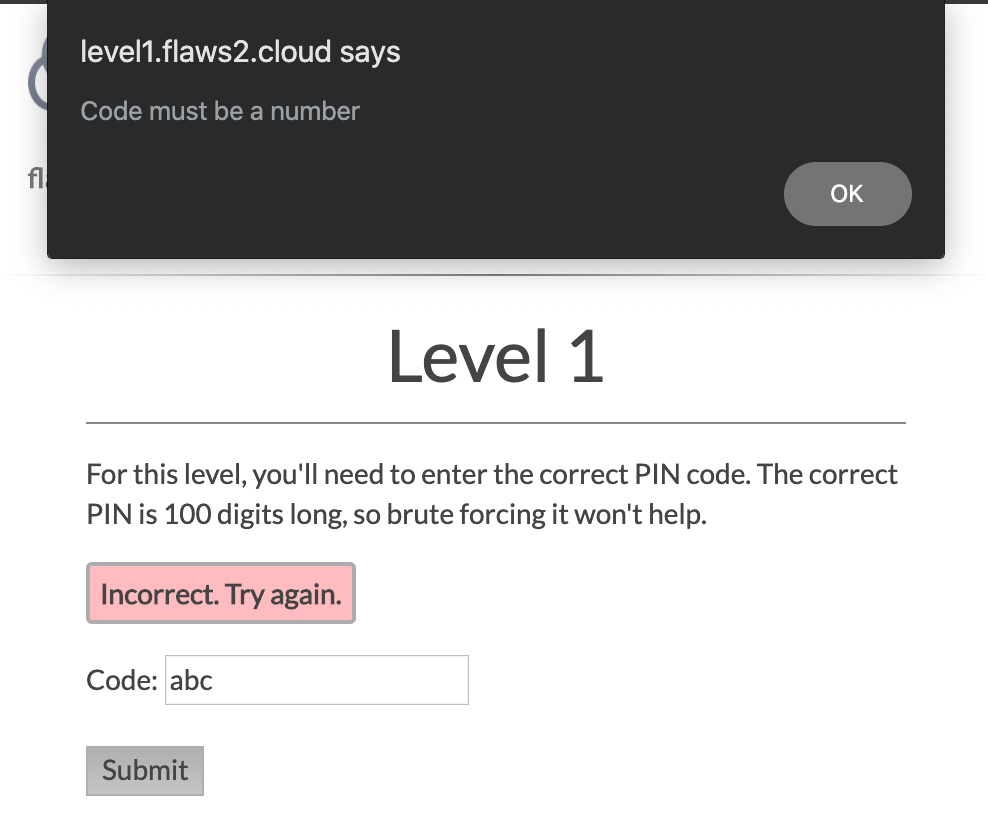 level1.flaws2.cloud says
Code must be a number
OK
Level 1
For this level, you'll need to enter the correct PIN code. The correct
PIN is 100 digits long, so brute forcing it won't help.
Incorrect. Try again.
Code: abc
Submit